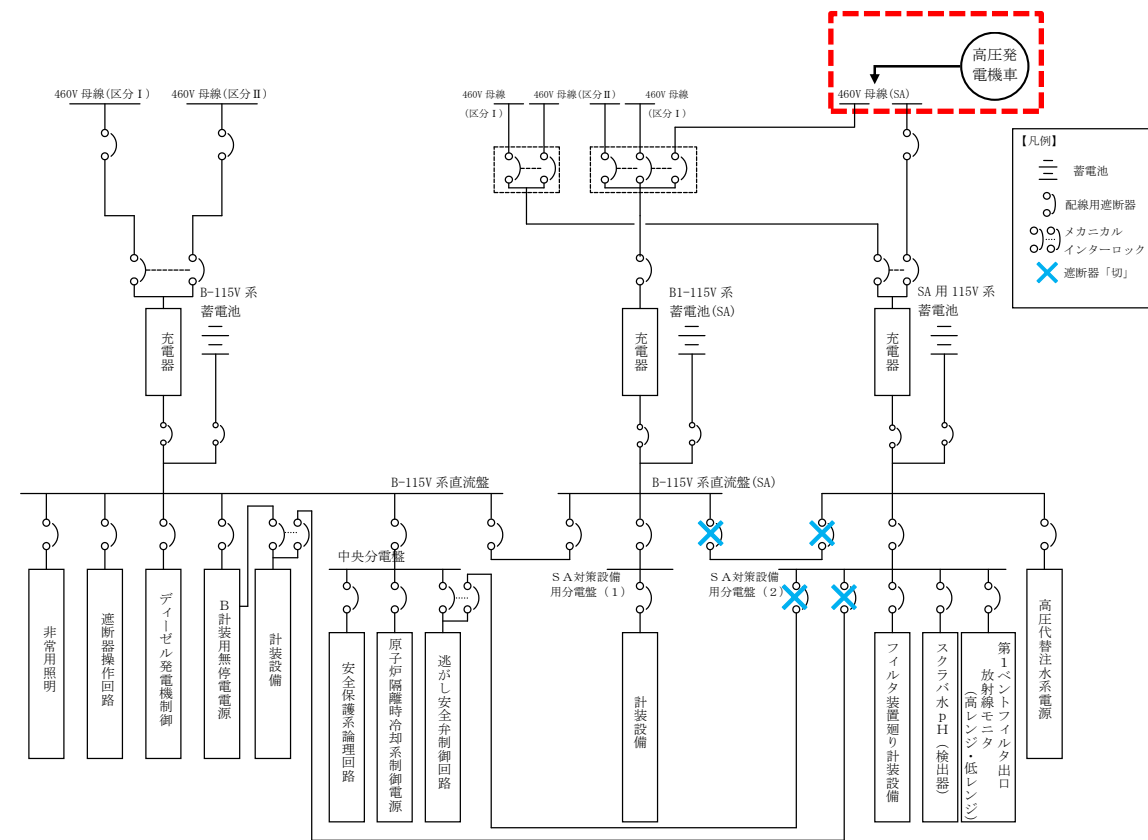 高圧発
電機車
460V 母線(区分Ⅰ)
460V 母線(区分Ⅱ)
460V 母線
(区分Ⅰ)
460V 母線(区分Ⅱ)
460V 母線
(区分Ⅰ)
460V 母線(SA)
【凡例】
蓄電池
配線用遮断器
メカニカル
インターロック
遮断器「切」
B-115V 系
蓄電池
B1-115V 系
蓄電池(SA)
SA 用 115V 系
蓄電池
充電器
充電器
充電器
B-115V 系直流盤
B-115V 系直流盤(SA)
中央分電盤
SA対策設備
用分電盤(1)
SA対策設備
用分電盤(2)
非常用照明
遮断器操作回路
ディーゼル発電機制御
B計装用無停電電源
計装設備
安全保護系論理回路
原子炉隔離時冷却系制御電源
逃がし安全弁制御回路
計装設備
フィルタ装置廻り計装設備
スクラバ水pH(検出器)
第1ベントフィルタ出口
放射線モニタ
(高レンジ・低レンジ)
高圧代替注水系電源